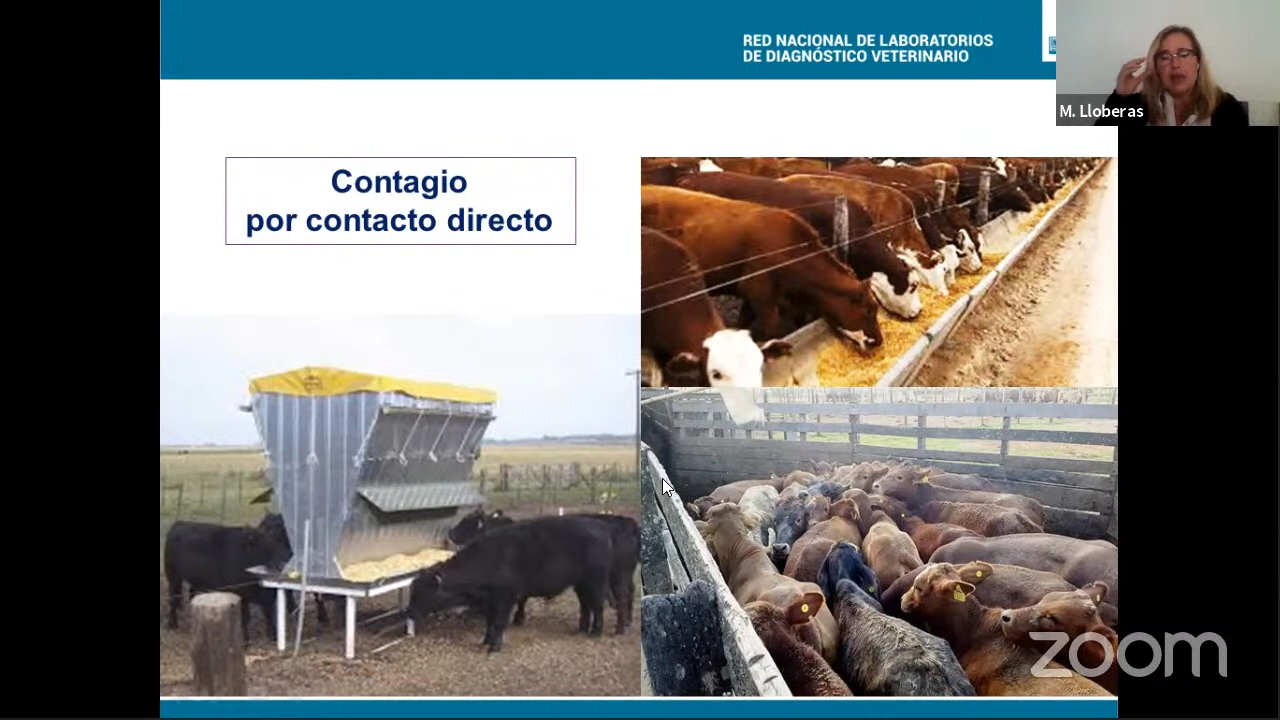 RED NACIONAL DE LABORATORIOS
DE DIAGNÓSTICO VETERINARIO
M. Lloberas
Contagio
por contacto directo
zoom